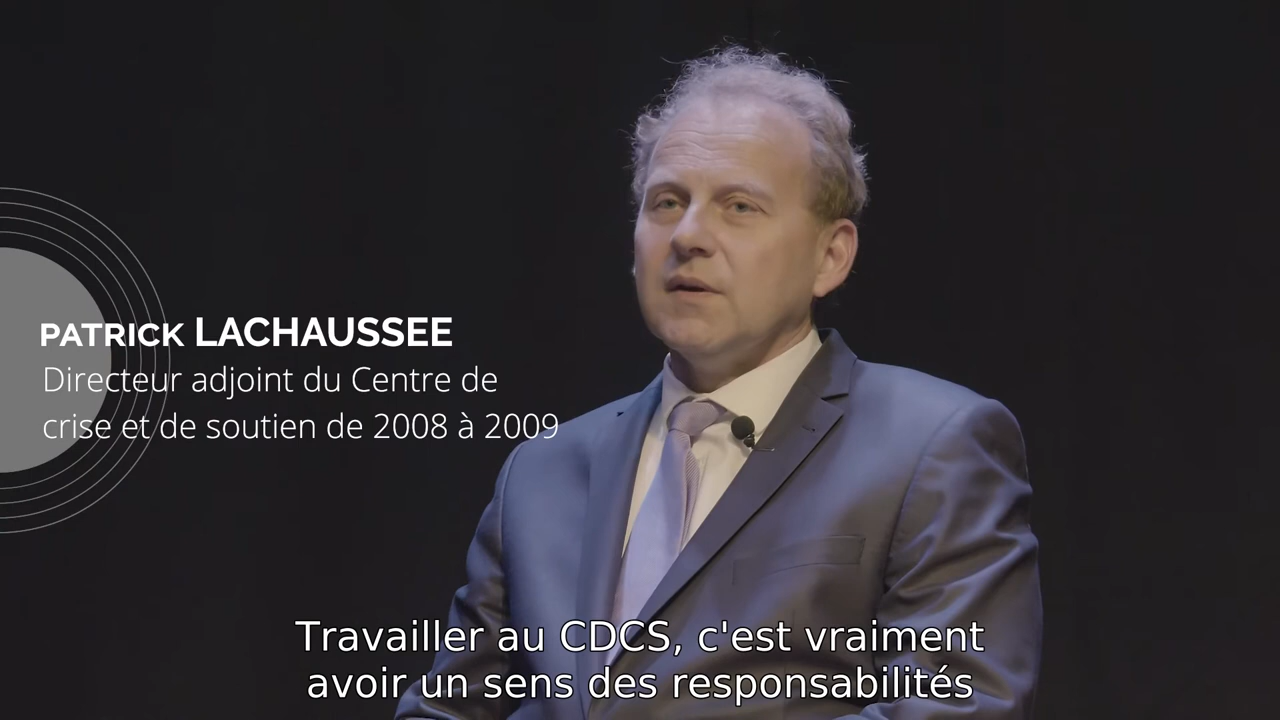 PATRICK LACHAUSSEE
Directeur adjoint du Centre de
crise et de soutien de 2008 à 2009
Travailler au CDCS, c'est vraiment
avoir un sens des responsabilités